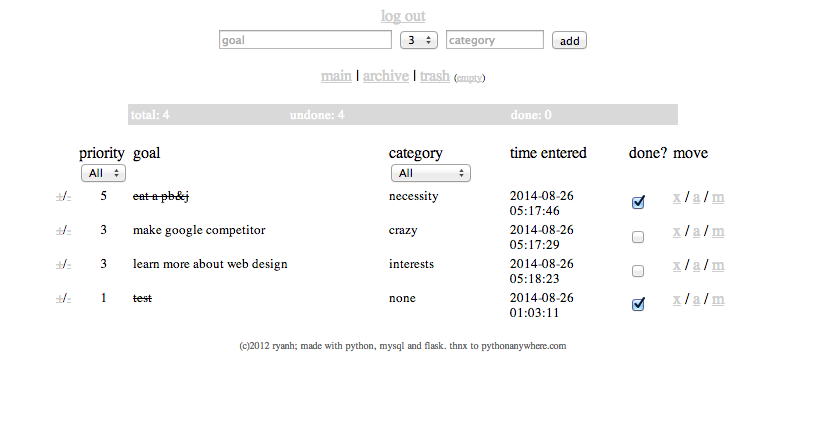 log out
goal 3 category add
main | archive | trash (empty)
total: 4 undone: 4 done: 0
priority goal category time entered done? move
All All
+/- 5 eat a pb&j necessity 2014-08-26 x / a / m
05:17:46
+/- 3 make google competitor crazy 2014-08-26 x / a / m
05:17:29
+/- 3 learn more about web design interests 2014-08-26 x / a / m
05:18:23
+/- 1 test none 2014-08-26 x / a / m
01:03:11
(c)2012 ryanh; made with python, mysql and flask. thnx to pythonanywhere.com